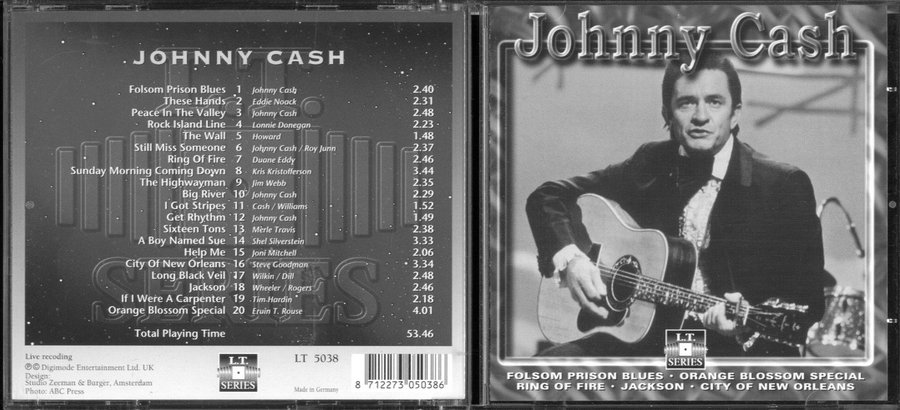 JOHNNY CASH
Folsom Prison Blues 1 Johnny Cash 2.40
These Hands 2 Eddie Noack 2.31
Peace In The Valley 3 Johnny Cash 2.48
Rock Island Line 4 Lonnie Donegan 2.23
The Wall 5 Howard 1.48
Still Miss Someone 6 Johnny Cash / Roy Junn 2.37
Ring Of Fire 7 Duane Eddy 2.46
Sunday Morning Coming Down 8 Kris Kristofferson 3.44
The Highwayman 9 Jim Webb 2.35
Big River 10 Johnny Cash 2.29
I Got Stripes 11 Cash / Williams 1.52
Get Rhythm 12 Johnny Cash 1.49
Sixteen Tons 13 Merle Travis 2.38
A Boy Named Sue 14 Shel Silverstein 3.33
Help Me 15 Joni Mitchell 2.06
City Of New Orleans 16 Steve Goodman 3.34
Long Black Veil 17 Wilkin / Dill 2.48
Jackson 18 Wheeler / Rogers 2.46
If I Were A Carpenter 19 Tim Hardin 2.18
Orange Blossom Special 20 Eruin T. Rouse 4.01
Total Playing Time 53.46
L.T. SERIES
Live recoding
℗© Digimode Entertainment Ltd. UK
Design:
Studio Zeeman & Burger, Amsterdam
Photo: ABC Press
L.T.
SERIES
LT 5038
Made in Germany
8 712273 050386
Johnny Cash
L.T.
SERIES
FOLSOM PRISON BLUES · ORANGE BLOSSOM SPECIAL
RING OF FIRE · JACKSON · CITY OF NEW ORLEANS